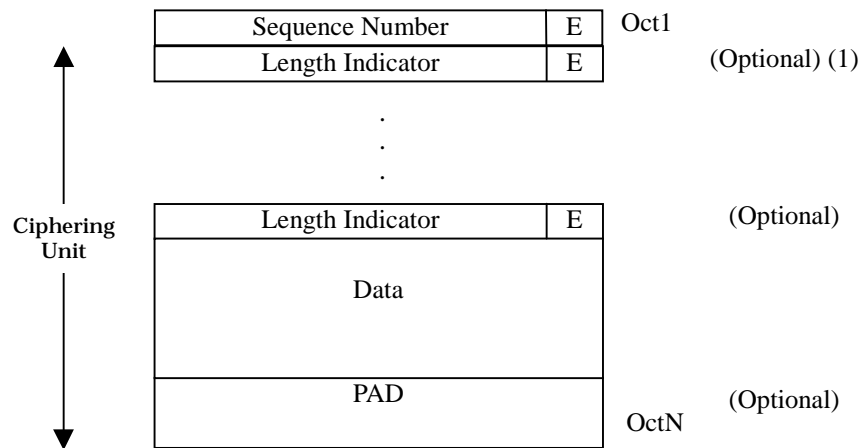 Sequence Number E Oct1
Length Indicator E (Optional) (1)
.
.
.
Length Indicator E (Optional)
Ciphering
Unit
Data
PAD
(Optional)
OctN